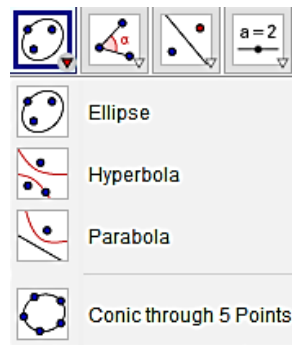 α a=2
Ellipse
Hyperbola
Parabola
Conic through 5 Points